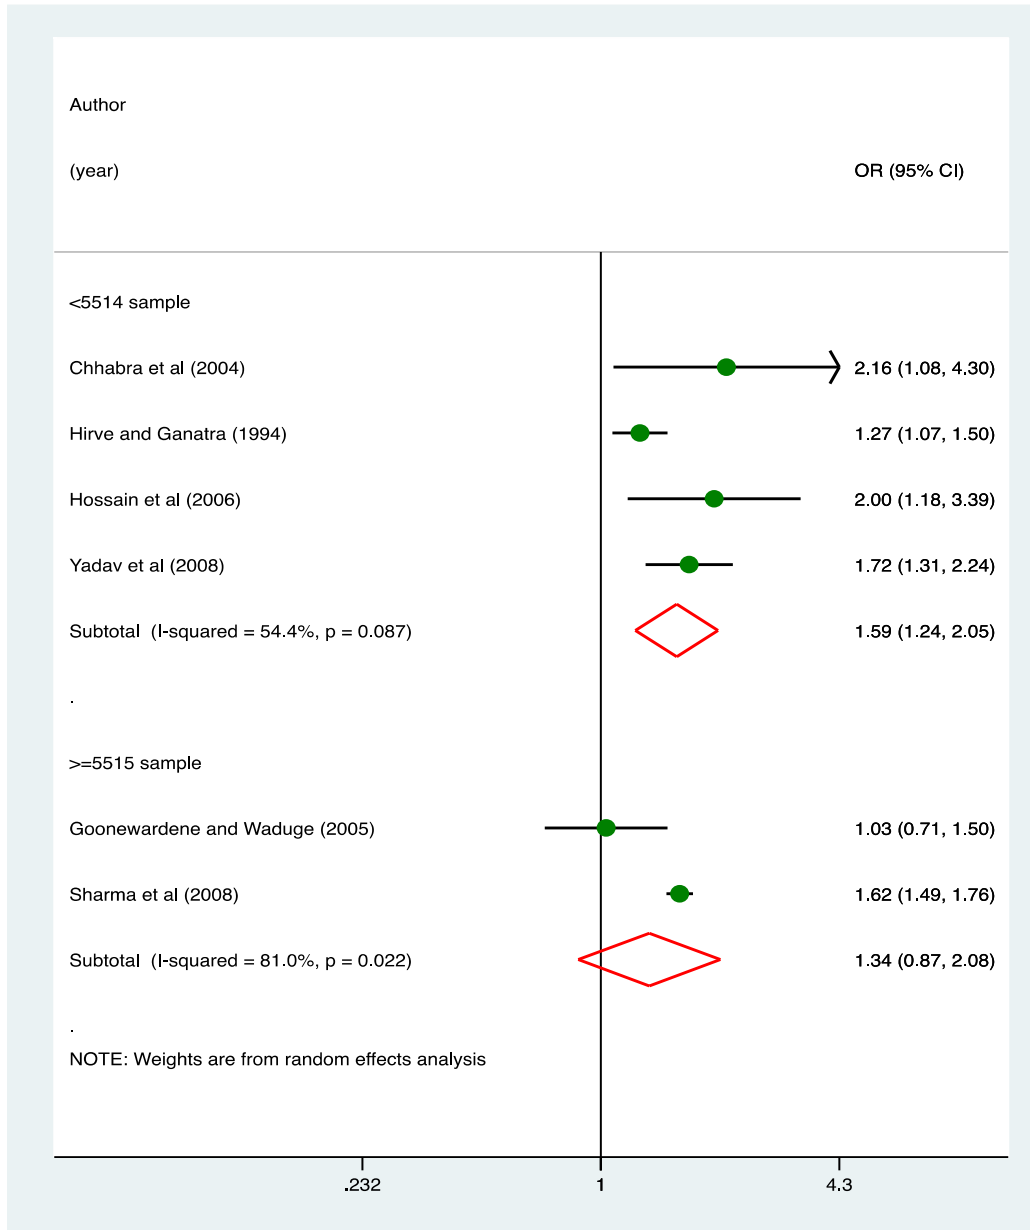 Author
(year) OR (95% CI)
<5514 sample
Chhabra et al (2004) 2.16 (1.08, 4.30)
Hirve and Ganatra (1994) 1.27 (1.07, 1.50)
Hossain et al (2006) 2.00 (1.18, 3.39)
Yadav et al (2008) 1.72 (1.31, 2.24)
Subtotal (I-squared = 54.4%, p = 0.087) 1.59 (1.24, 2.05)
.
>=5515 sample
Goonewardene and Waduge (2005) 1.03 (0.71, 1.50)
Sharma et al (2008) 1.62 (1.49, 1.76)
Subtotal (I-squared = 81.0%, p = 0.022) 1.34 (0.87, 2.08)
.
NOTE: Weights are from random effects analysis
.232 1 4.3